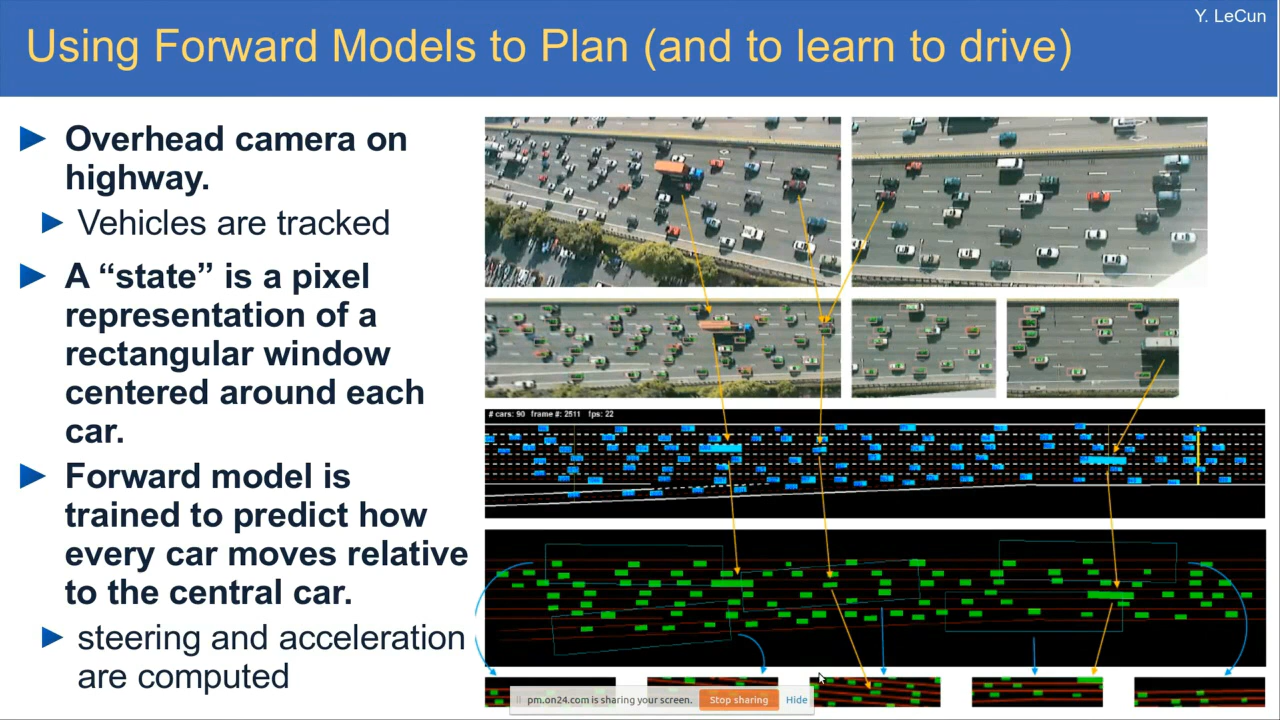 Y. LeCun
Using Forward Models to Plan (and to learn to drive)
Overhead camera on
highway.
Vehicles are tracked
A “state” is a pixel
representation of a
rectangular window
centered around each
car.
Forward model is
trained to predict how
every car moves relative
to the central car.
steering and acceleration
are computed
# cars: 90 frame #: 2511 fps: 22
pm.on24.com is sharing your screen.
Stop sharing
Hide